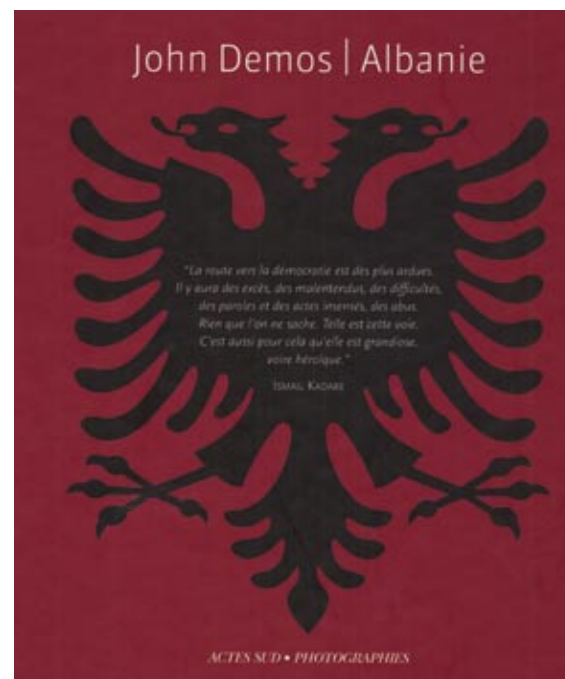 John Demos | Albanie
"La route vers la démocratie est des plus ardues.
Il y aura des excès, des malentendus, des difficultés,
des paroles et des actes insensés, des abus.
Rien que l'on ne sache. Telle est cette voie.
C'est aussi pour cela qu'elle est grandiose,
voire héroïque."
ISMAIL KADARE
ACTES SUD • PHOTOGRAPHIES